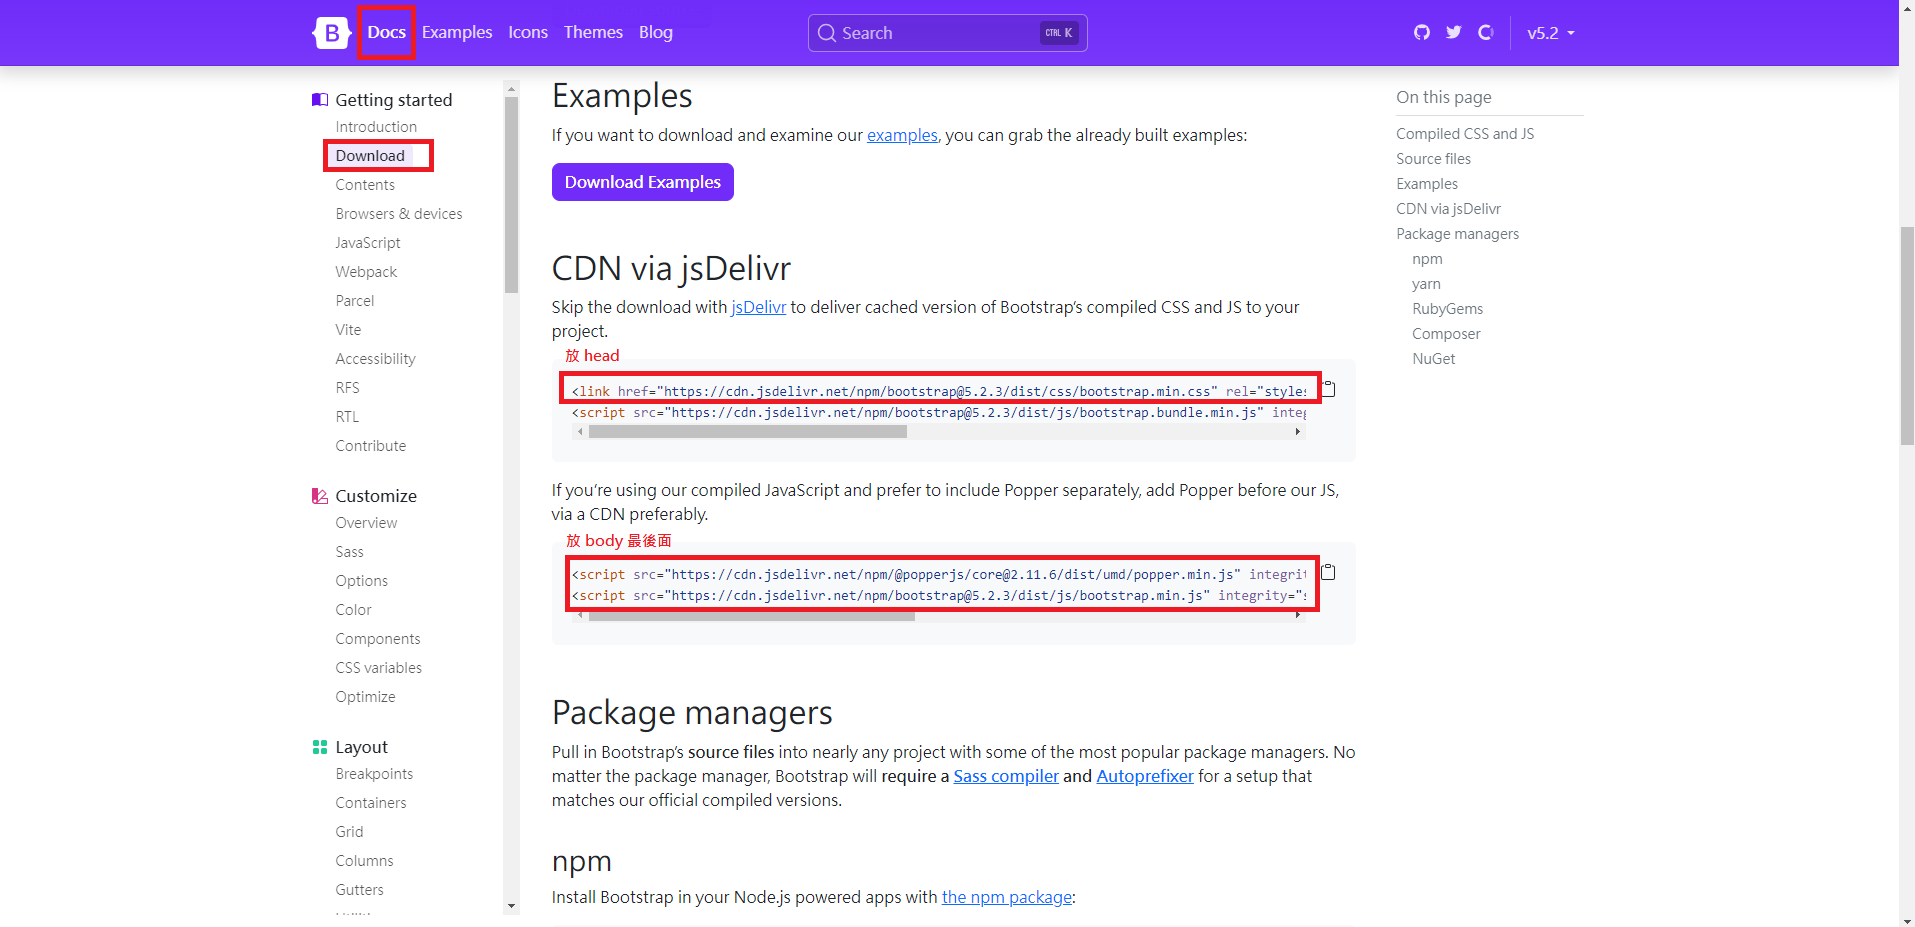 B Docs Examples Icons Themes Blog Search CTRL K v5.2
Getting started
Introduction
Download
Contents
Browsers & devices
JavaScript
Webpack
Parcel
Vite
Accessibility
RFS
RTL
Contribute
Customize
Overview
Sass
Options
Color
Components
CSS variables
Optimize
Layout
Breakpoints
Containers
Grid
Columns
Gutters
Examples
If you want to download and examine our examples, you can grab the already built examples:
Download Examples
CDN via jsDelivr
Skip the download with jsDelivr to deliver cached version of Bootstrap’s compiled CSS and JS to your
project.
放 head
<link href="https://cdn.jsdelivr.net/npm/bootstrap@5.2.3/dist/css/bootstrap.min.css" rel="styles
<script src="https://cdn.jsdelivr.net/npm/bootstrap@5.2.3/dist/js/bootstrap.bundle.min.js" integ
If you’re using our compiled JavaScript and prefer to include Popper separately, add Popper before our JS,
via a CDN preferably.
放 body 最後面
<script src="https://cdn.jsdelivr.net/npm/@popperjs/core@2.11.6/dist/umd/popper.min.js" integrit
<script src="https://cdn.jsdelivr.net/npm/bootstrap@5.2.3/dist/js/bootstrap.min.js" integrity="s
Package managers
Pull in Bootstrap’s source files into nearly any project with some of the most popular package managers. No
matter the package manager, Bootstrap will require a Sass compiler and Autoprefixer for a setup that
matches our official compiled versions.
npm
Install Bootstrap in your Node.js powered apps with the npm package:
On this page
Compiled CSS and JS
Source files
Examples
CDN via jsDelivr
Package managers
npm
yarn
RubyGems
Composer
NuGet